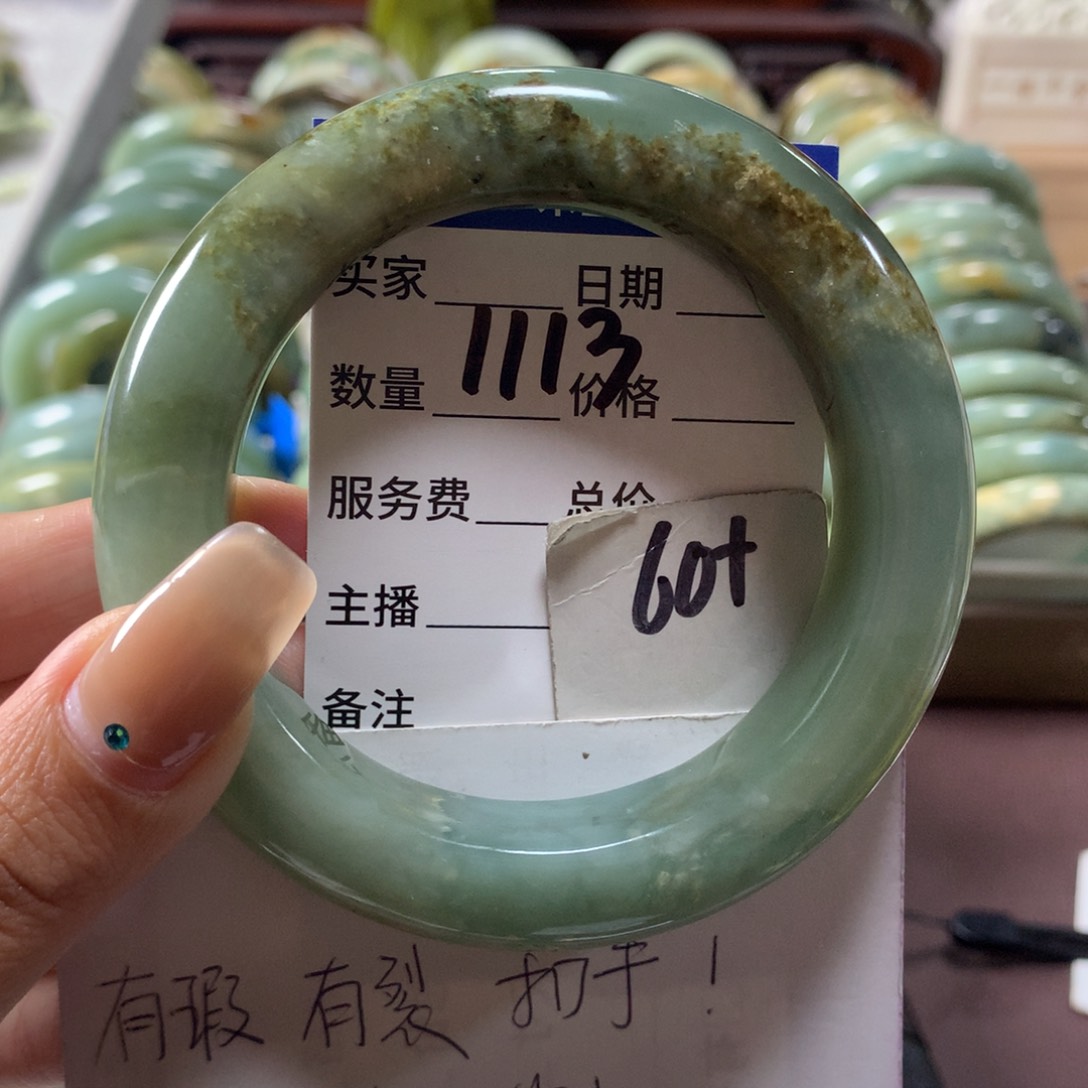 买家 日期
1113
数量 价格
服务费 总价
60+
主播
备注
有瑕 有裂 扣手！